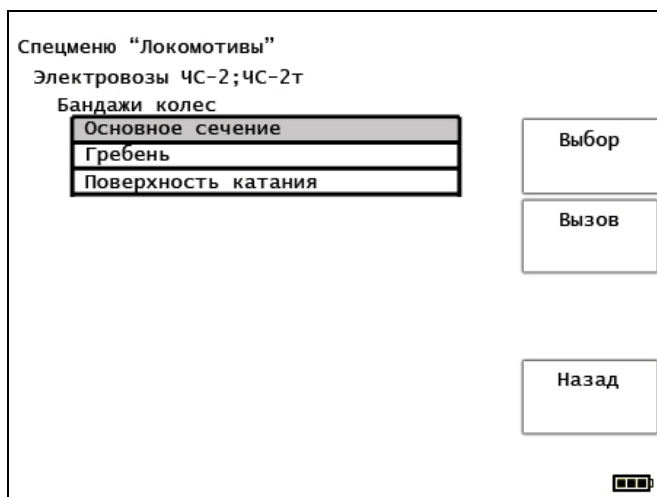 Спецменю “Локомотивы”
Электровозы ЧС-2;ЧС-2т
Бандажи колес
Основное сечение
Гребень
Поверхность катания
Выбор
Вызов
Назад